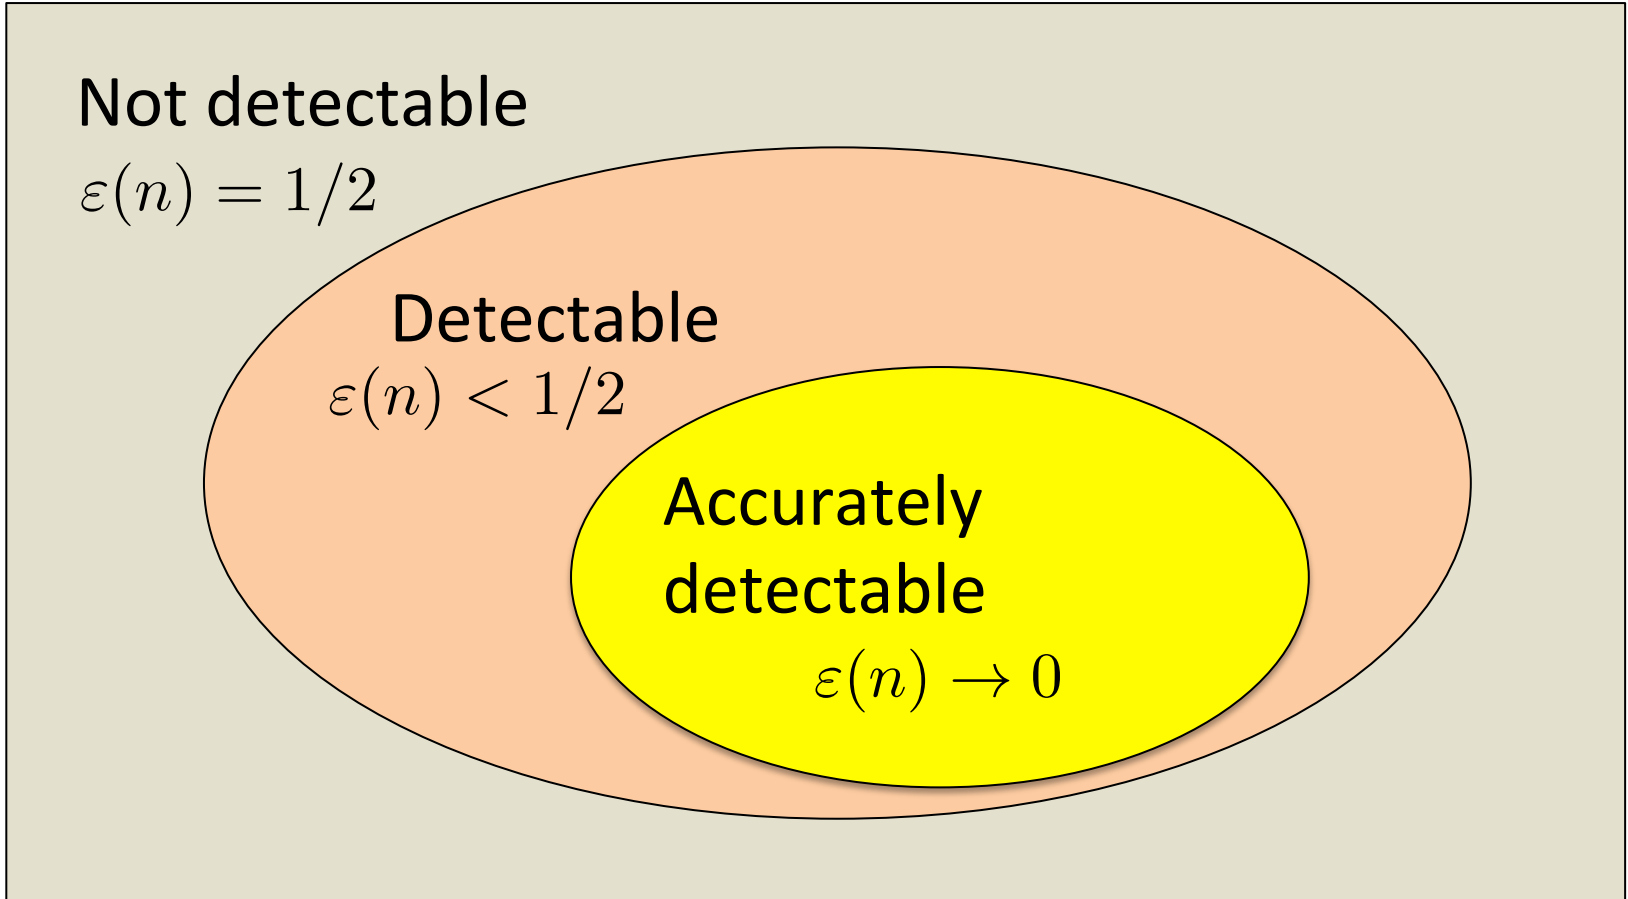 Not detectable
ε(n) = 1/2
Detectable
ε(n) < 1/2
Accurately
detectable
ε(n) → 0